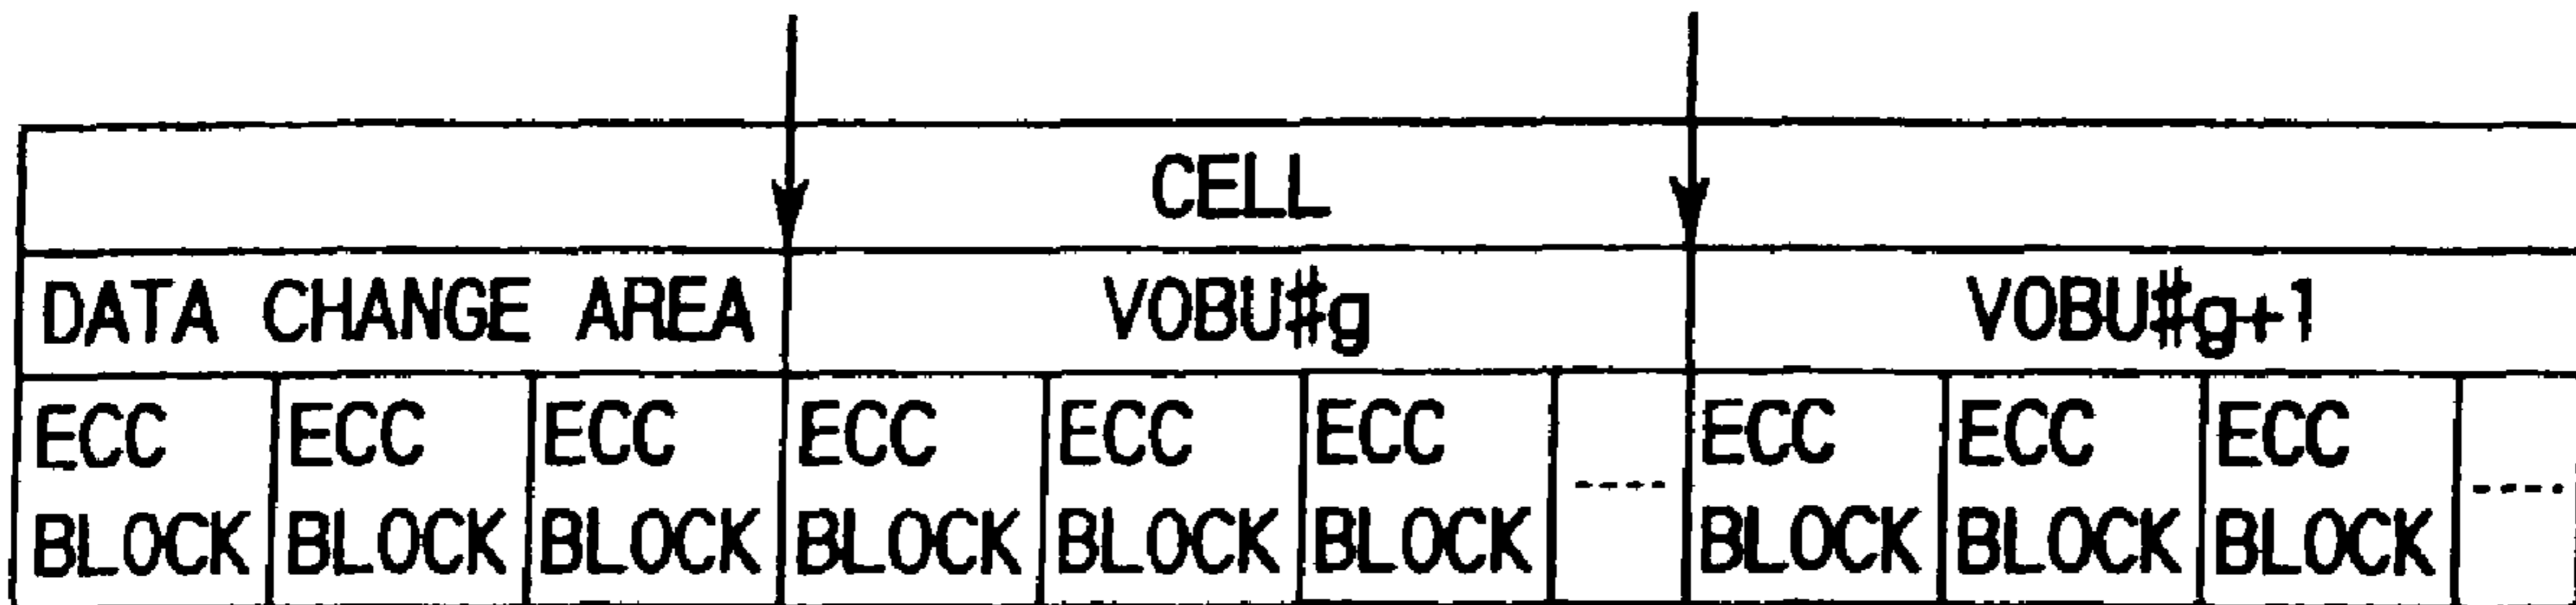 CELL
DATA CHANGE AREA VOBU#g VOBU#g+1
ECC ECC ECC ECC ECC ECC ECC ECC ECC
BLOCK BLOCK BLOCK BLOCK BLOCK BLOCK ---- BLOCK BLOCK BLOCK ----